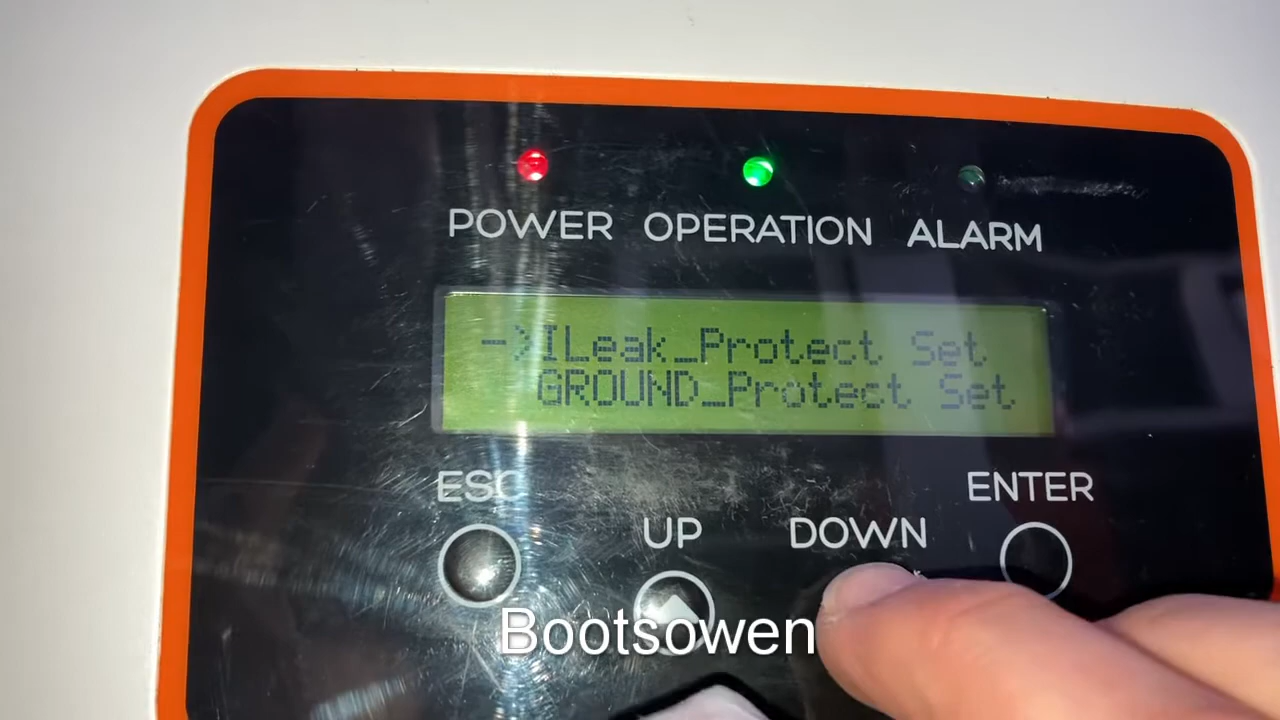 POWER OPERATION ALARM
->ILeak_Protect Set
GROUND_Protect Set
ESC
ENTER
UP
DOWN
Bootsowen